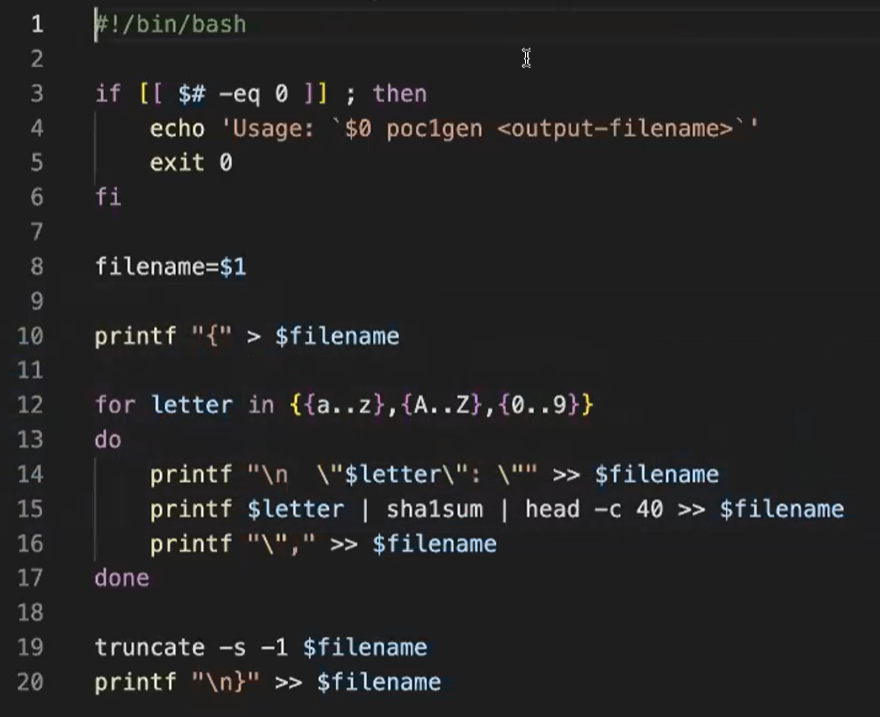 1 #!/bin/bash
2
3 if [[ $# -eq 0 ]] ; then
4     echo 'Usage: `$0 poc1gen <output-filename>`'
5     exit 0
6 fi
7
8 filename=$1
9
10 printf "{" > $filename
11
12 for letter in {{a..z},{A..Z},{0..9}}
13 do
14     printf "\n  \"$letter\": \"" >> $filename
15     printf $letter | sha1sum | head -c 40 >> $filename
16     printf "\"," >> $filename
17 done
18
19 truncate -s -1 $filename
20 printf "\n}" >> $filename